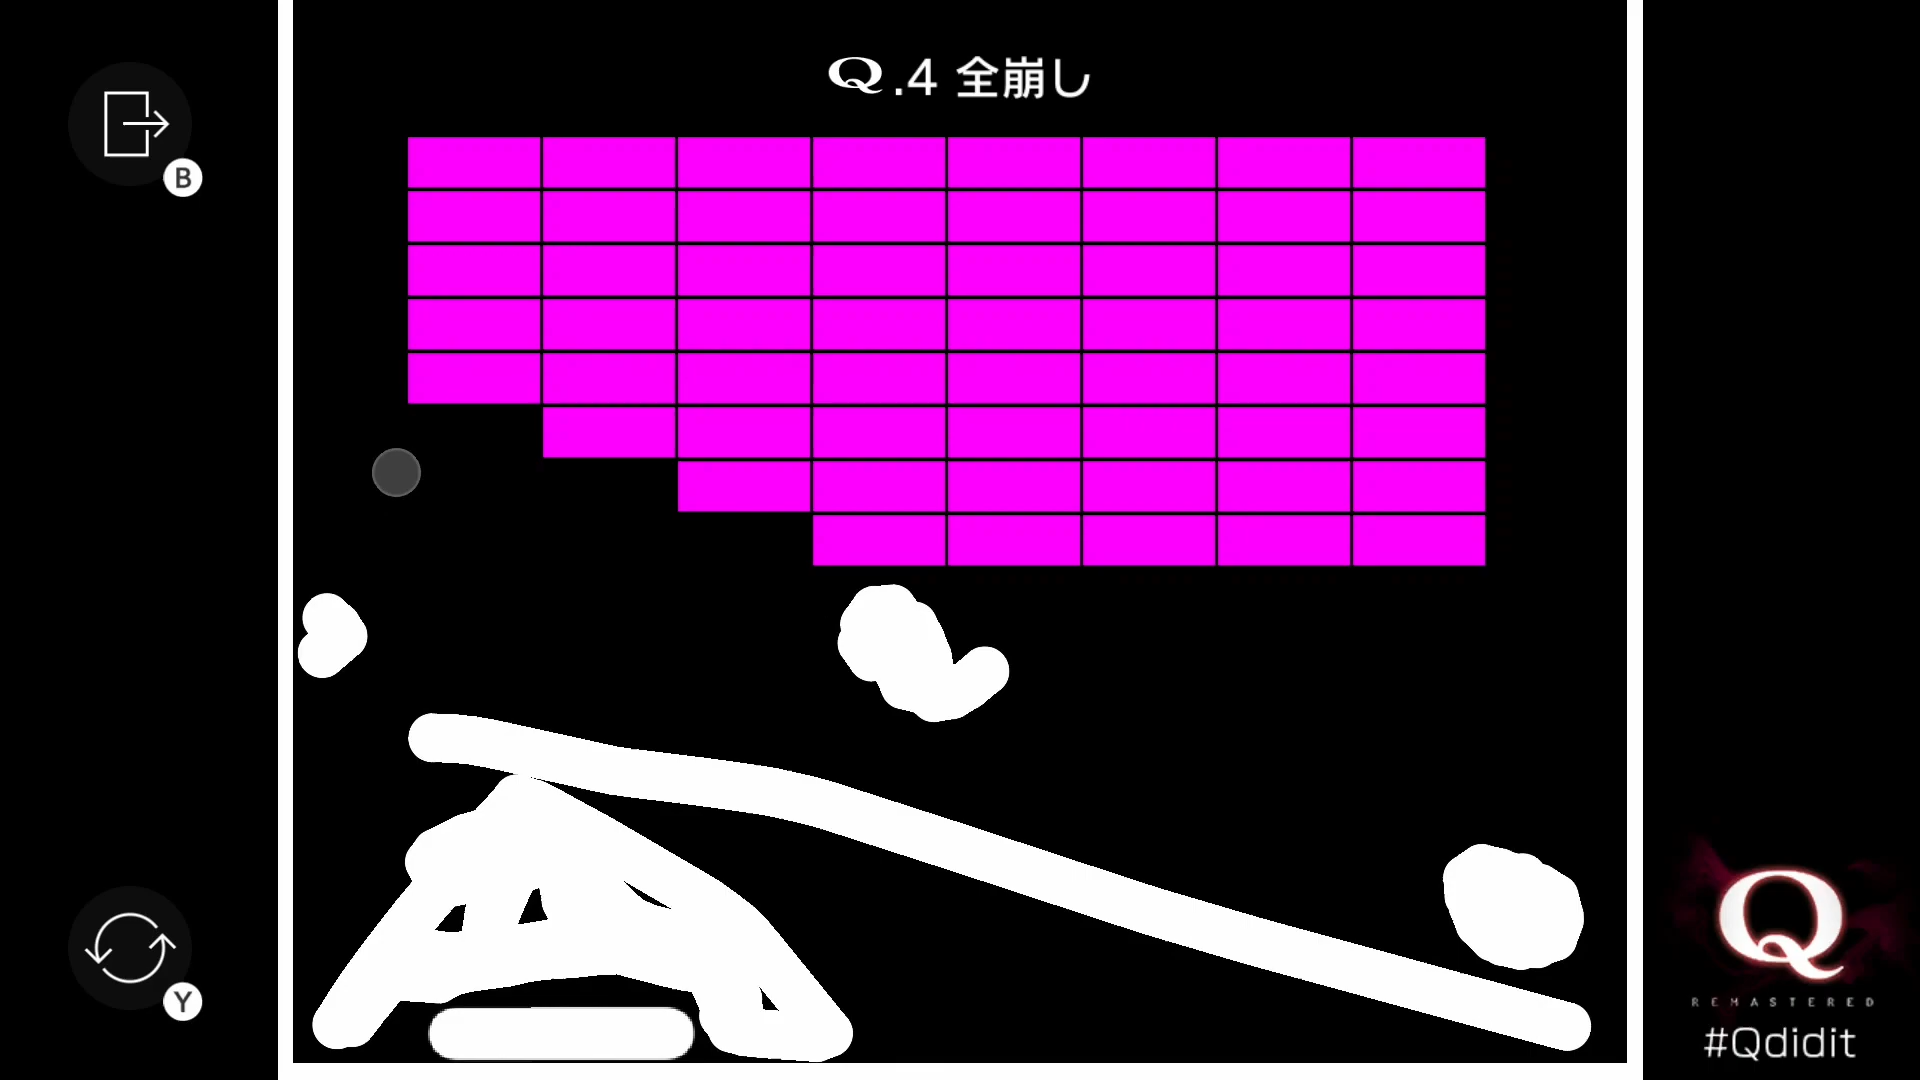 Q.4 全崩し
B
Y
Q
REMASTERED
#Qdidit